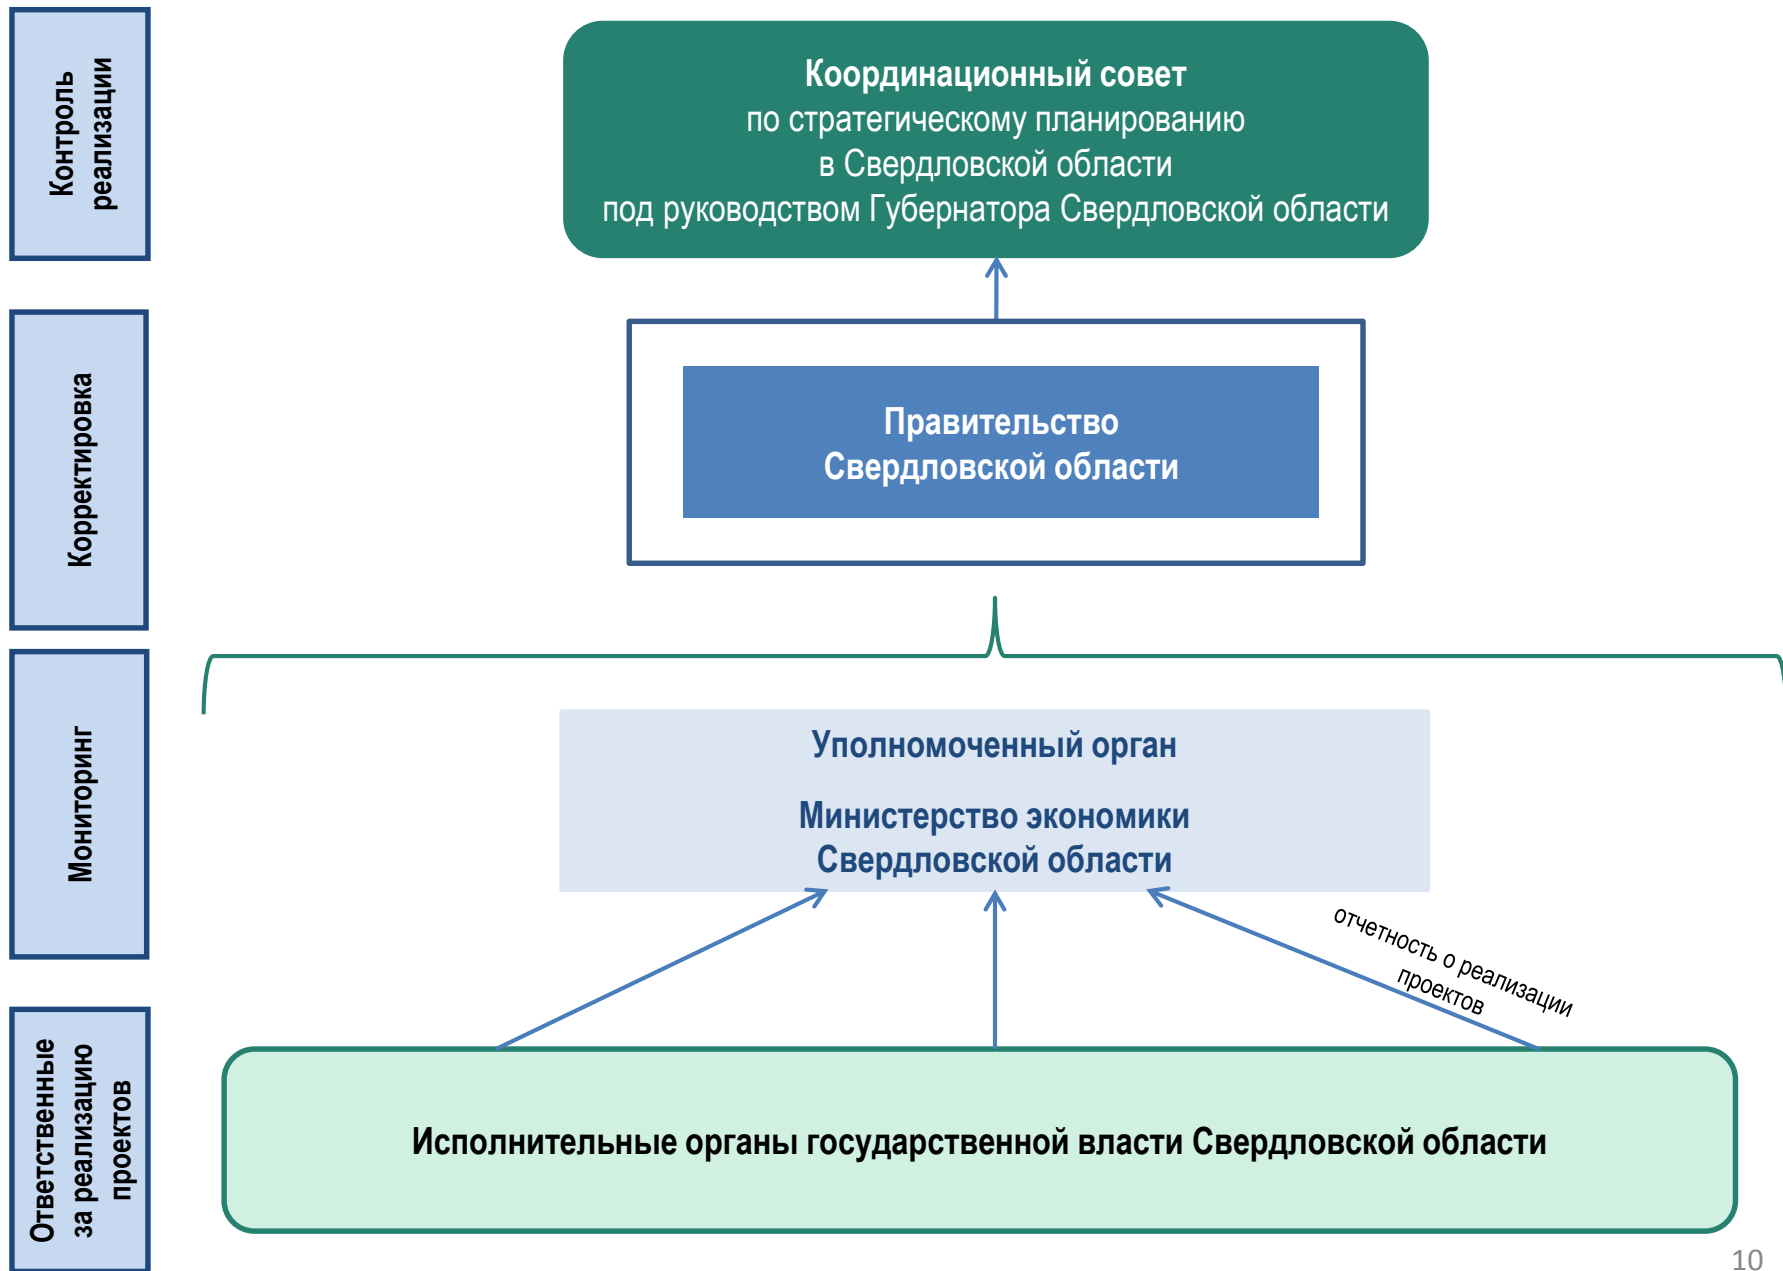 Контроль
реализации
Координационный совет
по стратегическому планированию
в Свердловской области
под руководством Губернатора Свердловской области
Корректировка
Правительство
Свердловской области
Мониторинг
Уполномоченный орган
Министерство экономики
Свердловской области
отчетность о реализации
проектов
Ответственные
за реализацию
проектов
Исполнительные органы государственной власти Свердловской области
10